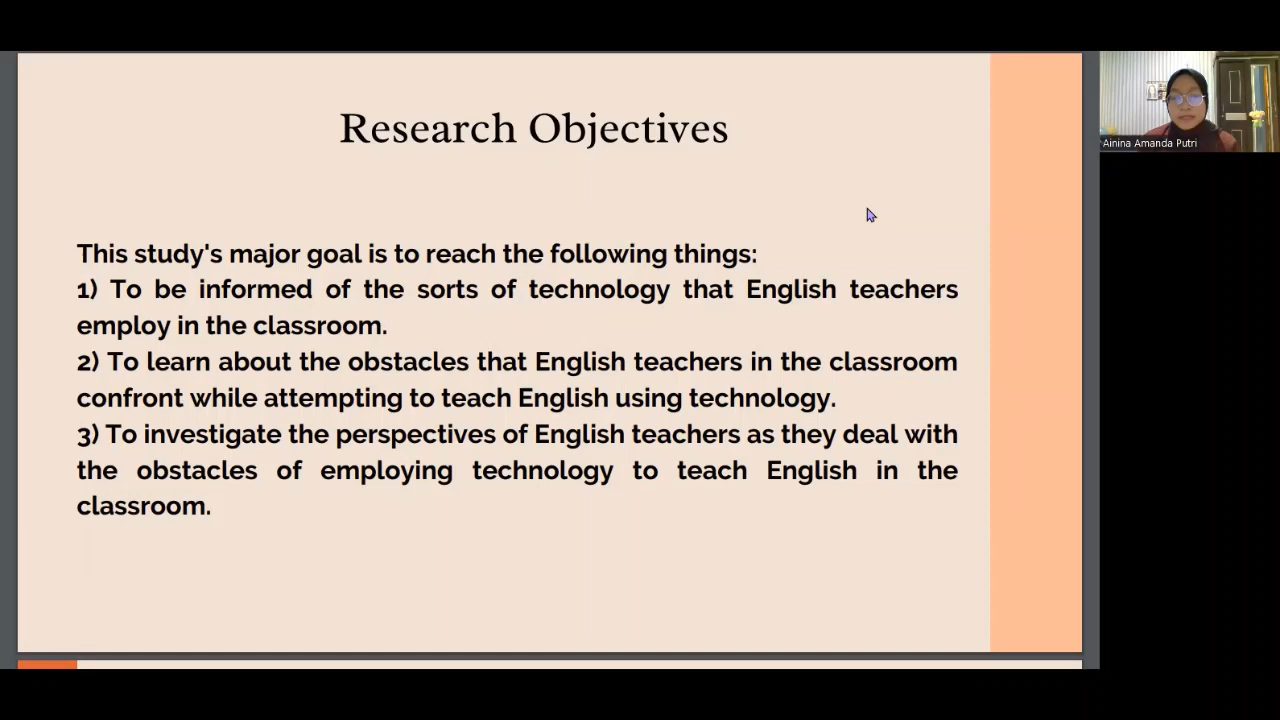 Research Objectives
This study's major goal is to reach the following things:
1) To be informed of the sorts of technology that English teachers
employ in the classroom.
2) To learn about the obstacles that English teachers in the classroom
confront while attempting to teach English using technology.
3) To investigate the perspectives of English teachers as they deal with
the obstacles of employing technology to teach English in the
classroom.
Ainina Amanda Putri